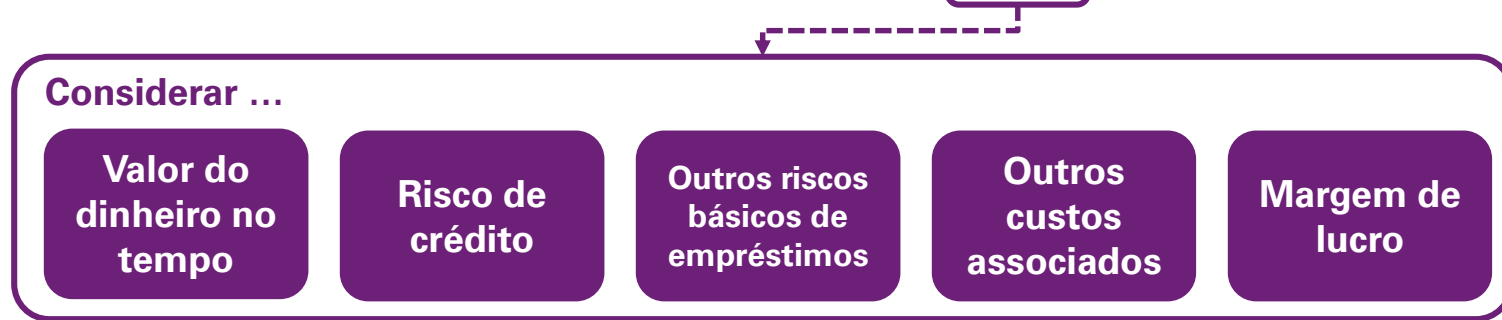 Considerar ...
Valor do
dinheiro no
tempo
Risco de
crédito
Outros riscos
básicos de
empréstimos
Outros
custos
associados
Margem de
lucro